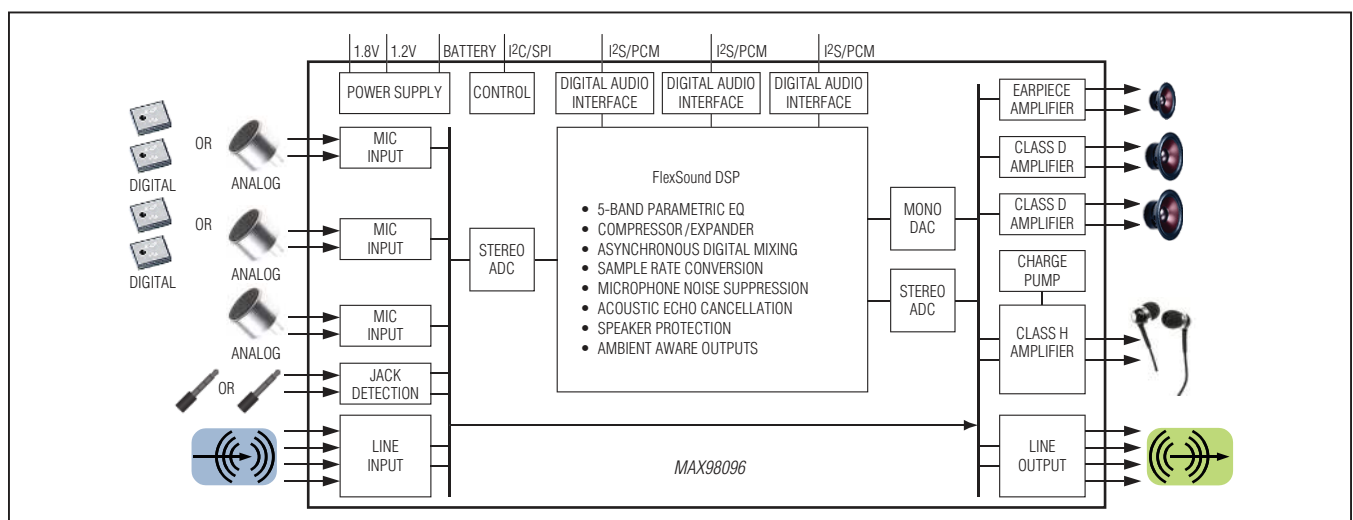 1.8V
1.2V
BATTERY
I2C/SPI
I2S/PCM
I2S/PCM
I2S/PCM
POWER SUPPLY
CONTROL
DIGITAL AUDIO
INTERFACE
DIGITAL AUDIO
INTERFACE
DIGITAL AUDIO
INTERFACE
EARPIECE
AMPLIFIER
OR
DIGITAL
ANALOG
MIC
INPUT
CLASS D
AMPLIFIER
FlexSound DSP
• 5-BAND PARAMETRIC EQ
• COMPRESSOR/EXPANDER
• ASYNCHRONOUS DIGITAL MIXING
• SAMPLE RATE CONVERSION
• MICROPHONE NOISE SUPPRESSION
• ACOUSTIC ECHO CANCELLATION
• SPEAKER PROTECTION
• AMBIENT AWARE OUTPUTS
OR
DIGITAL
ANALOG
MIC
INPUT
STEREO
ADC
MONO
DAC
CLASS D
AMPLIFIER
CHARGE
PUMP
STEREO
ADC
ANALOG
MIC
INPUT
CLASS H
AMPLIFIER
OR
JACK
DETECTION
LINE
INPUT
MAX98096
LINE
OUTPUT